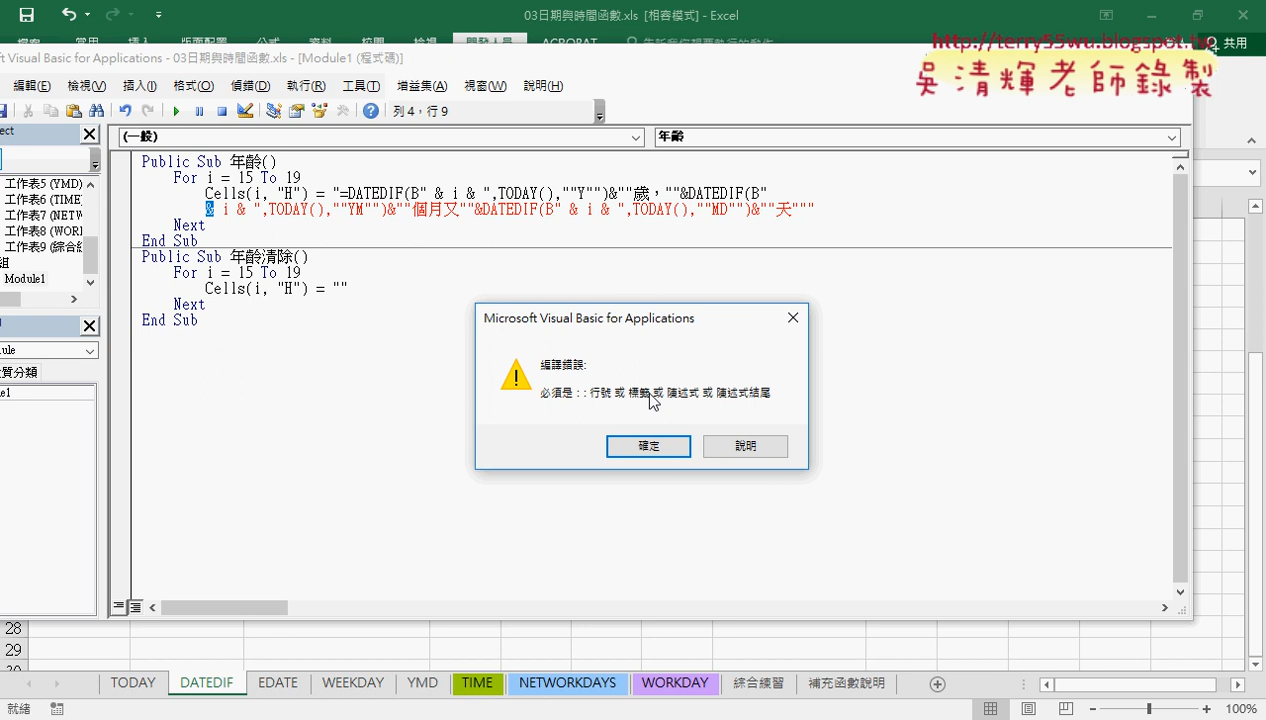 03日期與時間函數.xls [相容模式] - Excel
http://terry55wu.blogspot.tw
共用
吳清輝老師錄製
ft Visual Basic for Applications - 03日期與時間函數.xls - [Module1 (程式碼)]
編輯(E) 檢視(V) 插入(I) 格式(O) 偵錯(D) 執行(R) 工具(T) 增益集(A) 視窗(W) 說明(H)
列 4，行 9
ect
(一般) 年齡
工作表5 (YMD)
工作表6 (TIME)
工作表7 (NETW
工作表8 (WORI
工作表9 (綜合糹
組
Module1
ule
質分類
e1
Public Sub 年齡()
For i = 15 To 19
Cells(i, "H") = "=DATEDIF(B" & i & ",TODAY(),""Y"")&""歲，""&DATEDIF(B"
& i & ",TODAY(),""YM"")&""個月又""&DATEDIF(B" & i & ",TODAY(),""MD"")&""天"""
Next
End Sub
Public Sub 年齡清除()
For i = 15 To 19
Cells(i, "H") = ""
Next
End Sub
Microsoft Visual Basic for Applications
編譯錯誤:
必須是 : : 行號 或 標籤 或 陳述式 或 陳述式結尾
確定 說明
28
29
TODAY DATEDIF EDATE WEEKDAY YMD TIME NETWORKDAYS WORKDAY 綜合練習 補充函數說明
就緒 100%